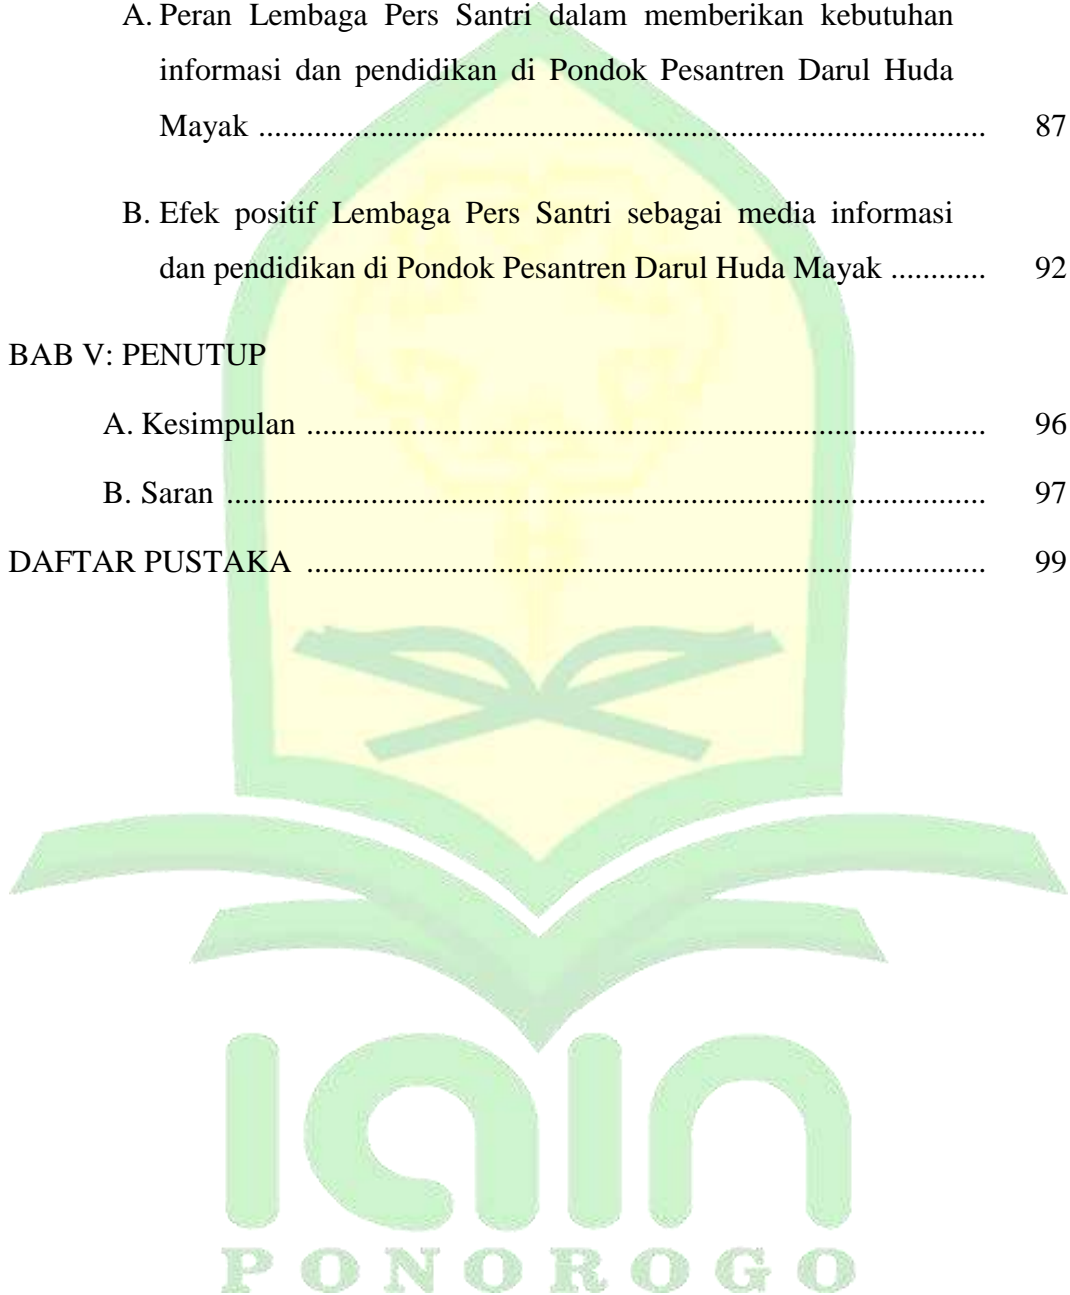 A. Peran Lembaga Pers Santri dalam memberikan kebutuhan
informasi dan pendidikan di Pondok Pesantren Darul Huda
Mayak ........................................................................................... 87
B. Efek positif Lembaga Pers Santri sebagai media informasi
dan pendidikan di Pondok Pesantren Darul Huda Mayak ............ 92
BAB V: PENUTUP
A. Kesimpulan ..................................................................................... 96
B. Saran ............................................................................................... 97
DAFTAR PUSTAKA ..................................................................................... 99
iain
PONOROGO